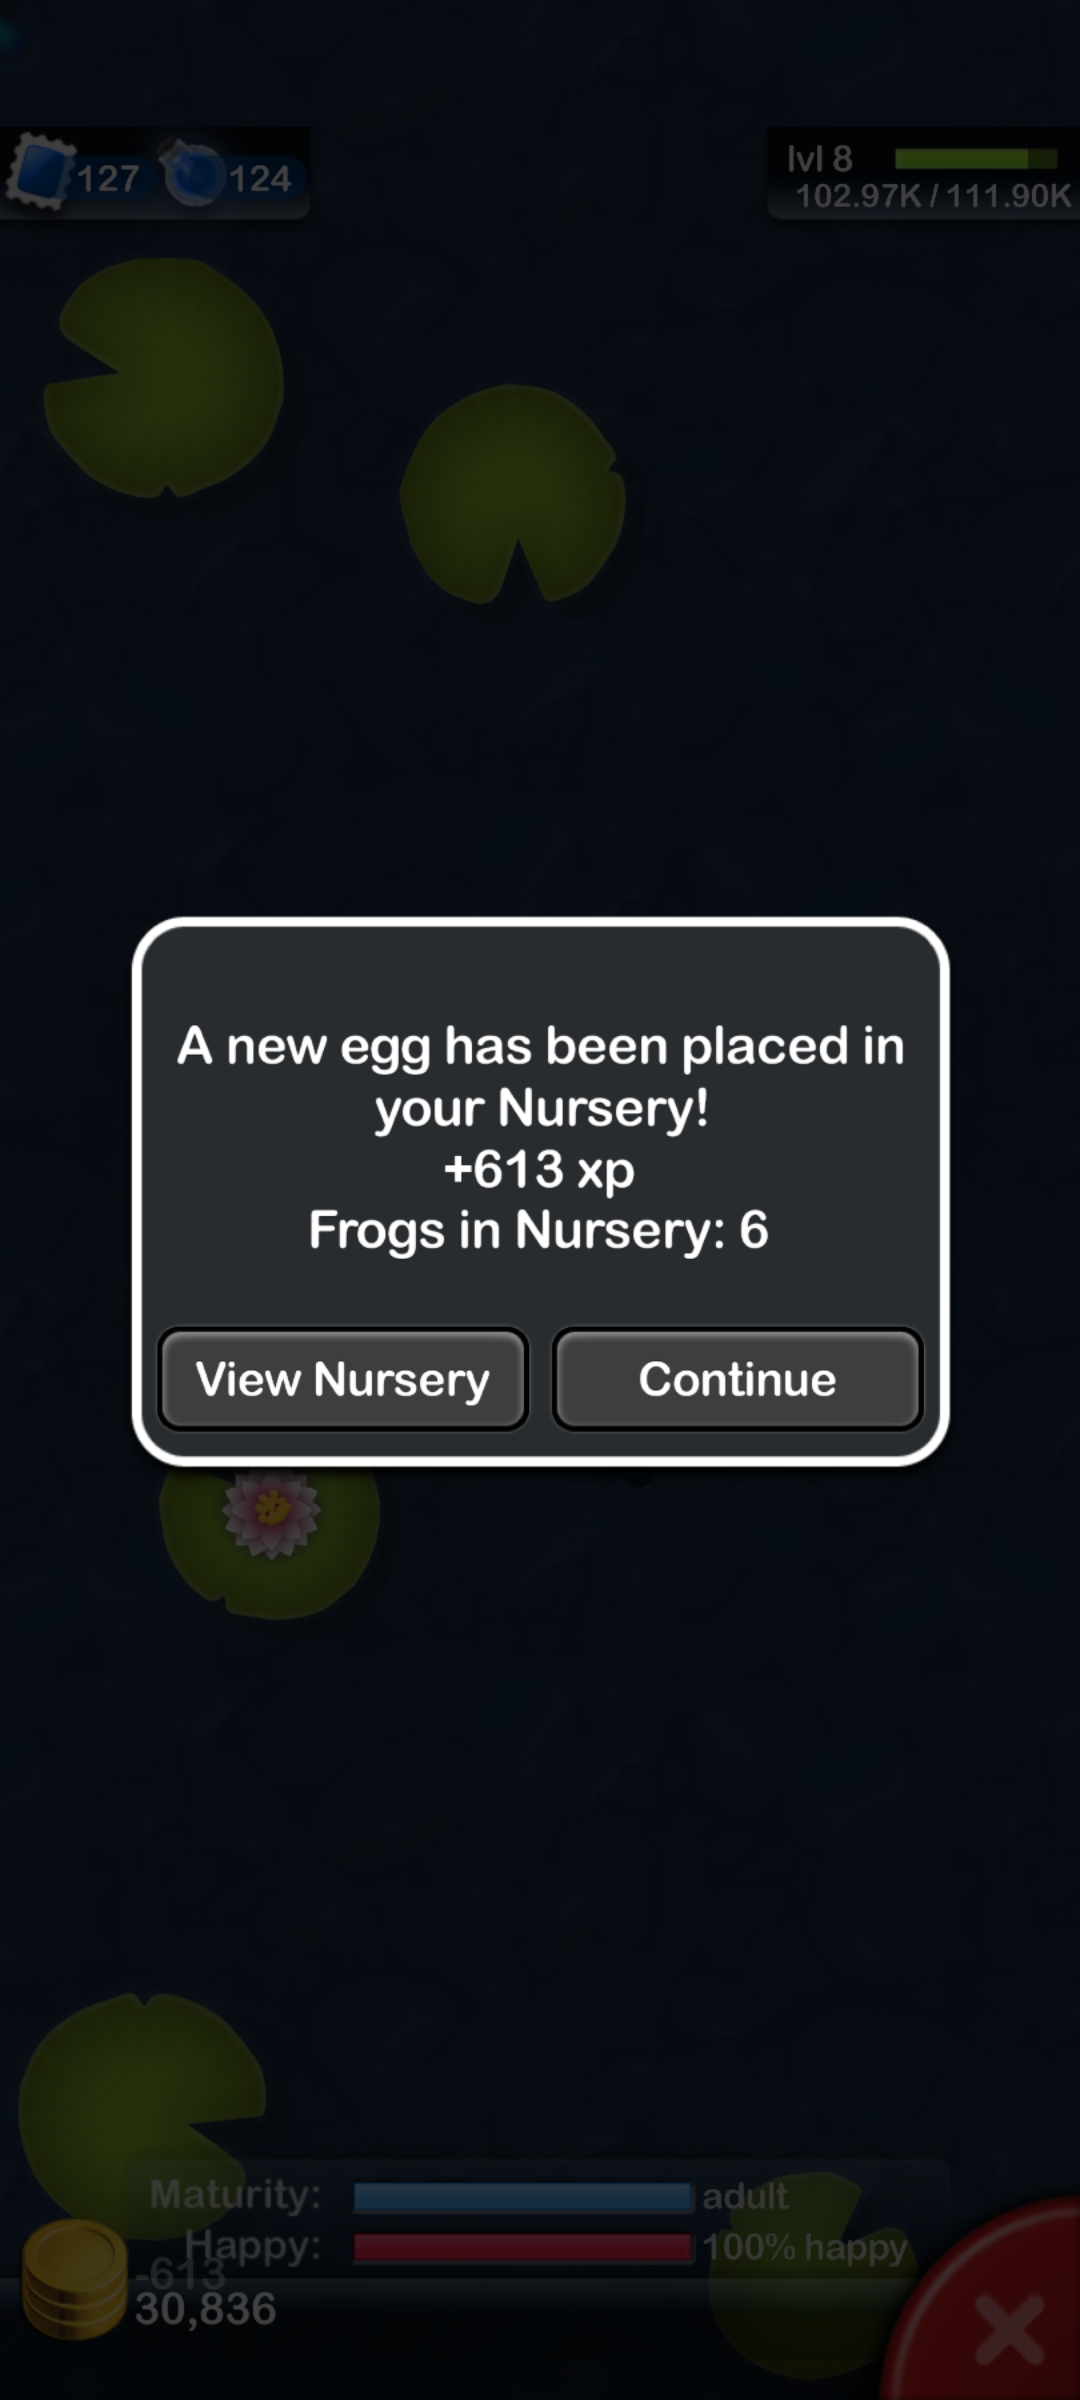 127
124
lvl 8
102.97K / 111.90K
A new egg has been placed in
your Nursery!
+613 xp
Frogs in Nursery: 6
View Nursery
Continue
Maturity:
adult
Happy:
100% happy
-613
30,836